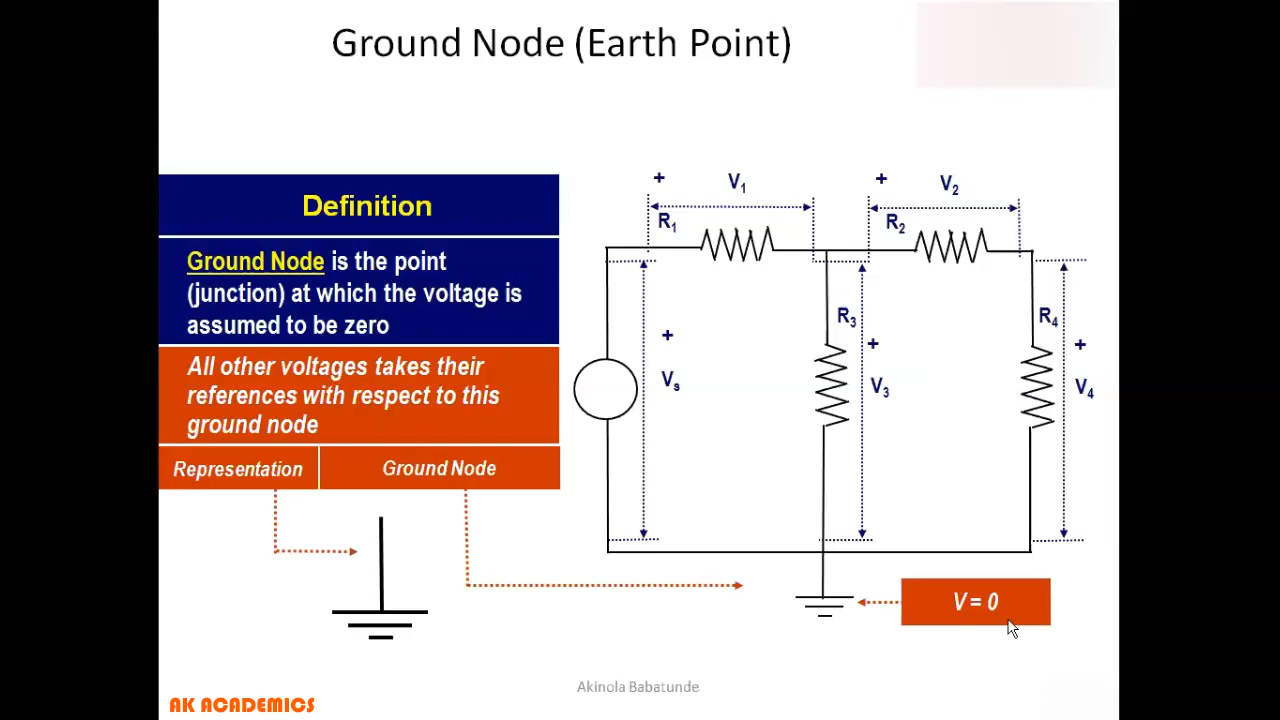 Ground Node (Earth Point)
Definition
Ground Node is the point
(junction) at which the voltage is
assumed to be zero
All other voltages takes their
references with respect to this
ground node
Representation
Ground Node
+ V₁
+ V₂
R₁
R₂
R₃
R₄
+
Vₛ
+
V₃
+
V₄
V = 0
Akinola Babatunde
AK ACADEMICS